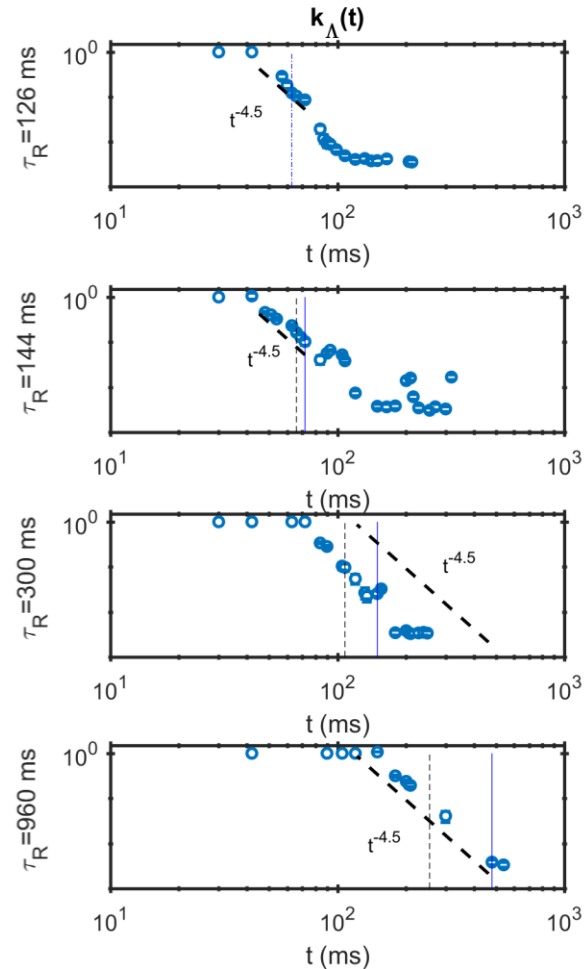 k_Λ(t)
τ_R=126 ms
10^0
t^-4.5
10^1 10^2 10^3
t (ms)
τ_R=144 ms
10^0
t^-4.5
10^1 10^2 10^3
t (ms)
τ_R=300 ms
10^0
t^-4.5
10^1 10^2 10^3
t (ms)
τ_R=960 ms
10^0
t^-4.5
10^1 10^2 10^3
t (ms)